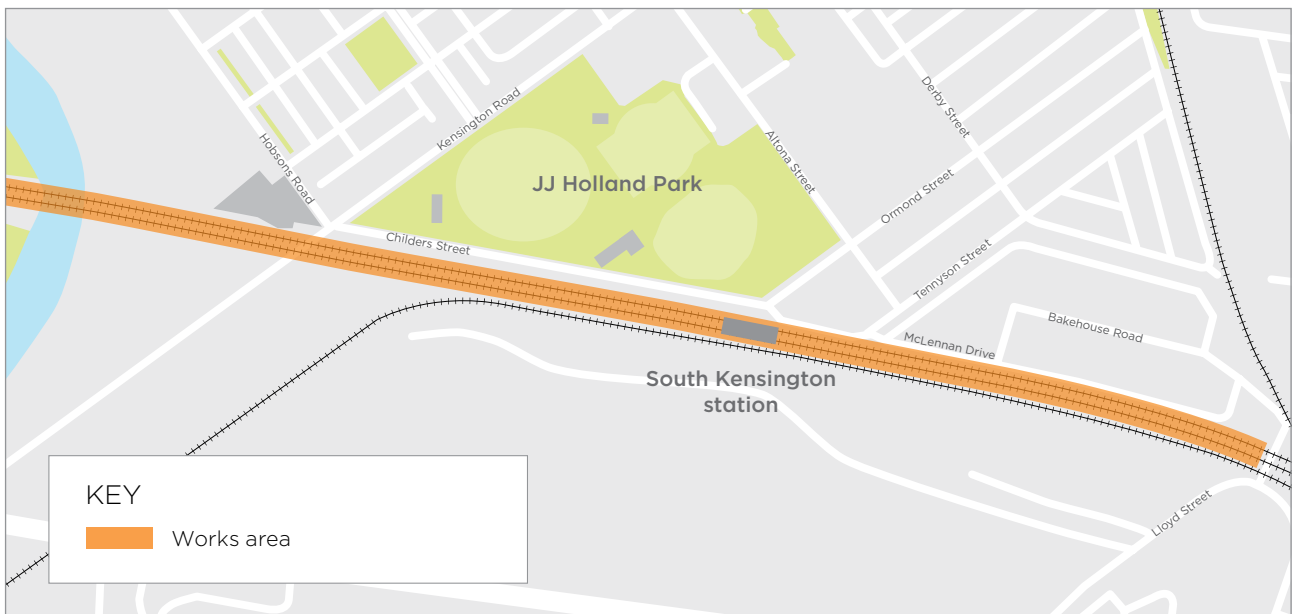 Kensington Road
Hobsons Road
Derby Street
Altona Street
JJ Holland Park
Ormond Street
Childers Street
Tennyson Street
Bakehouse Road
McLennan Drive
South Kensington
station
Lloyd Street
KEY
Works area